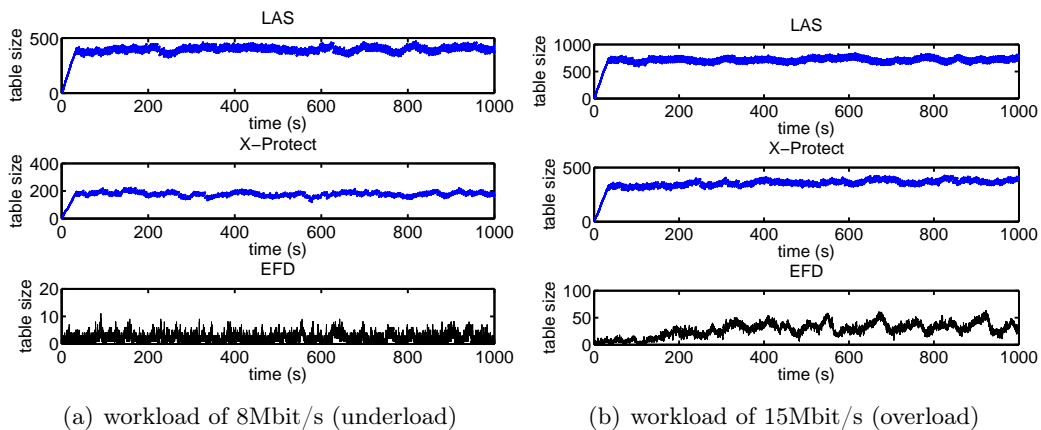 LAS
500
0
table size
0 200 400 600 800 1000
time (s)
X−Protect
400
200
0
table size
0 200 400 600 800 1000
time (s)
EFD
20
10
0
table size
0 200 400 600 800 1000
time (s)
(a) workload of 8Mbit/s (underload)
LAS
1000
500
0
table size
0 200 400 600 800 1000
time (s)
X−Protect
500
0
table size
0 200 400 600 800 1000
time (s)
EFD
100
50
0
table size
0 200 400 600 800 1000
time (s)
(b) workload of 15Mbit/s (overload)